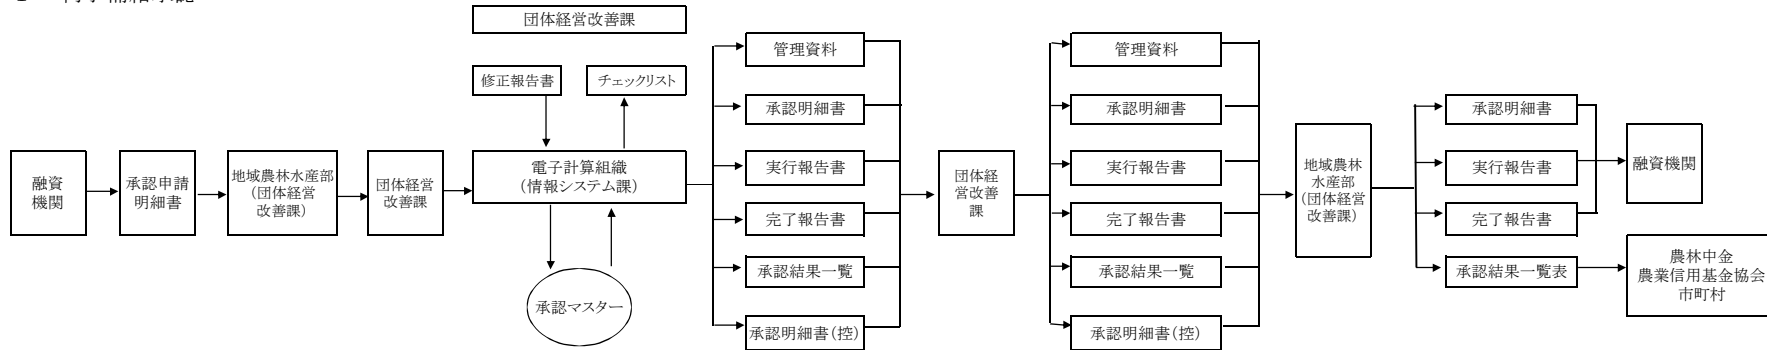 団体経営改善課
修正報告書
チェックリスト
融資
機関
承認申請
明細書
地域農林水産部
(団体経営
改善課)
団体経営
改善課
電子計算組織
(情報システム課)
承認マスター
管理資料
承認明細書
実行報告書
完了報告書
承認結果一覧
承認明細書(控)
団体経
営改善
課
管理資料
承認明細書
実行報告書
完了報告書
承認結果一覧
承認明細書(控)
地域農林
水産部
(団体経営
改善課)
承認明細書
実行報告書
完了報告書
承認結果一覧表
融資機関
農林中金
農業信用基金協会
市町村